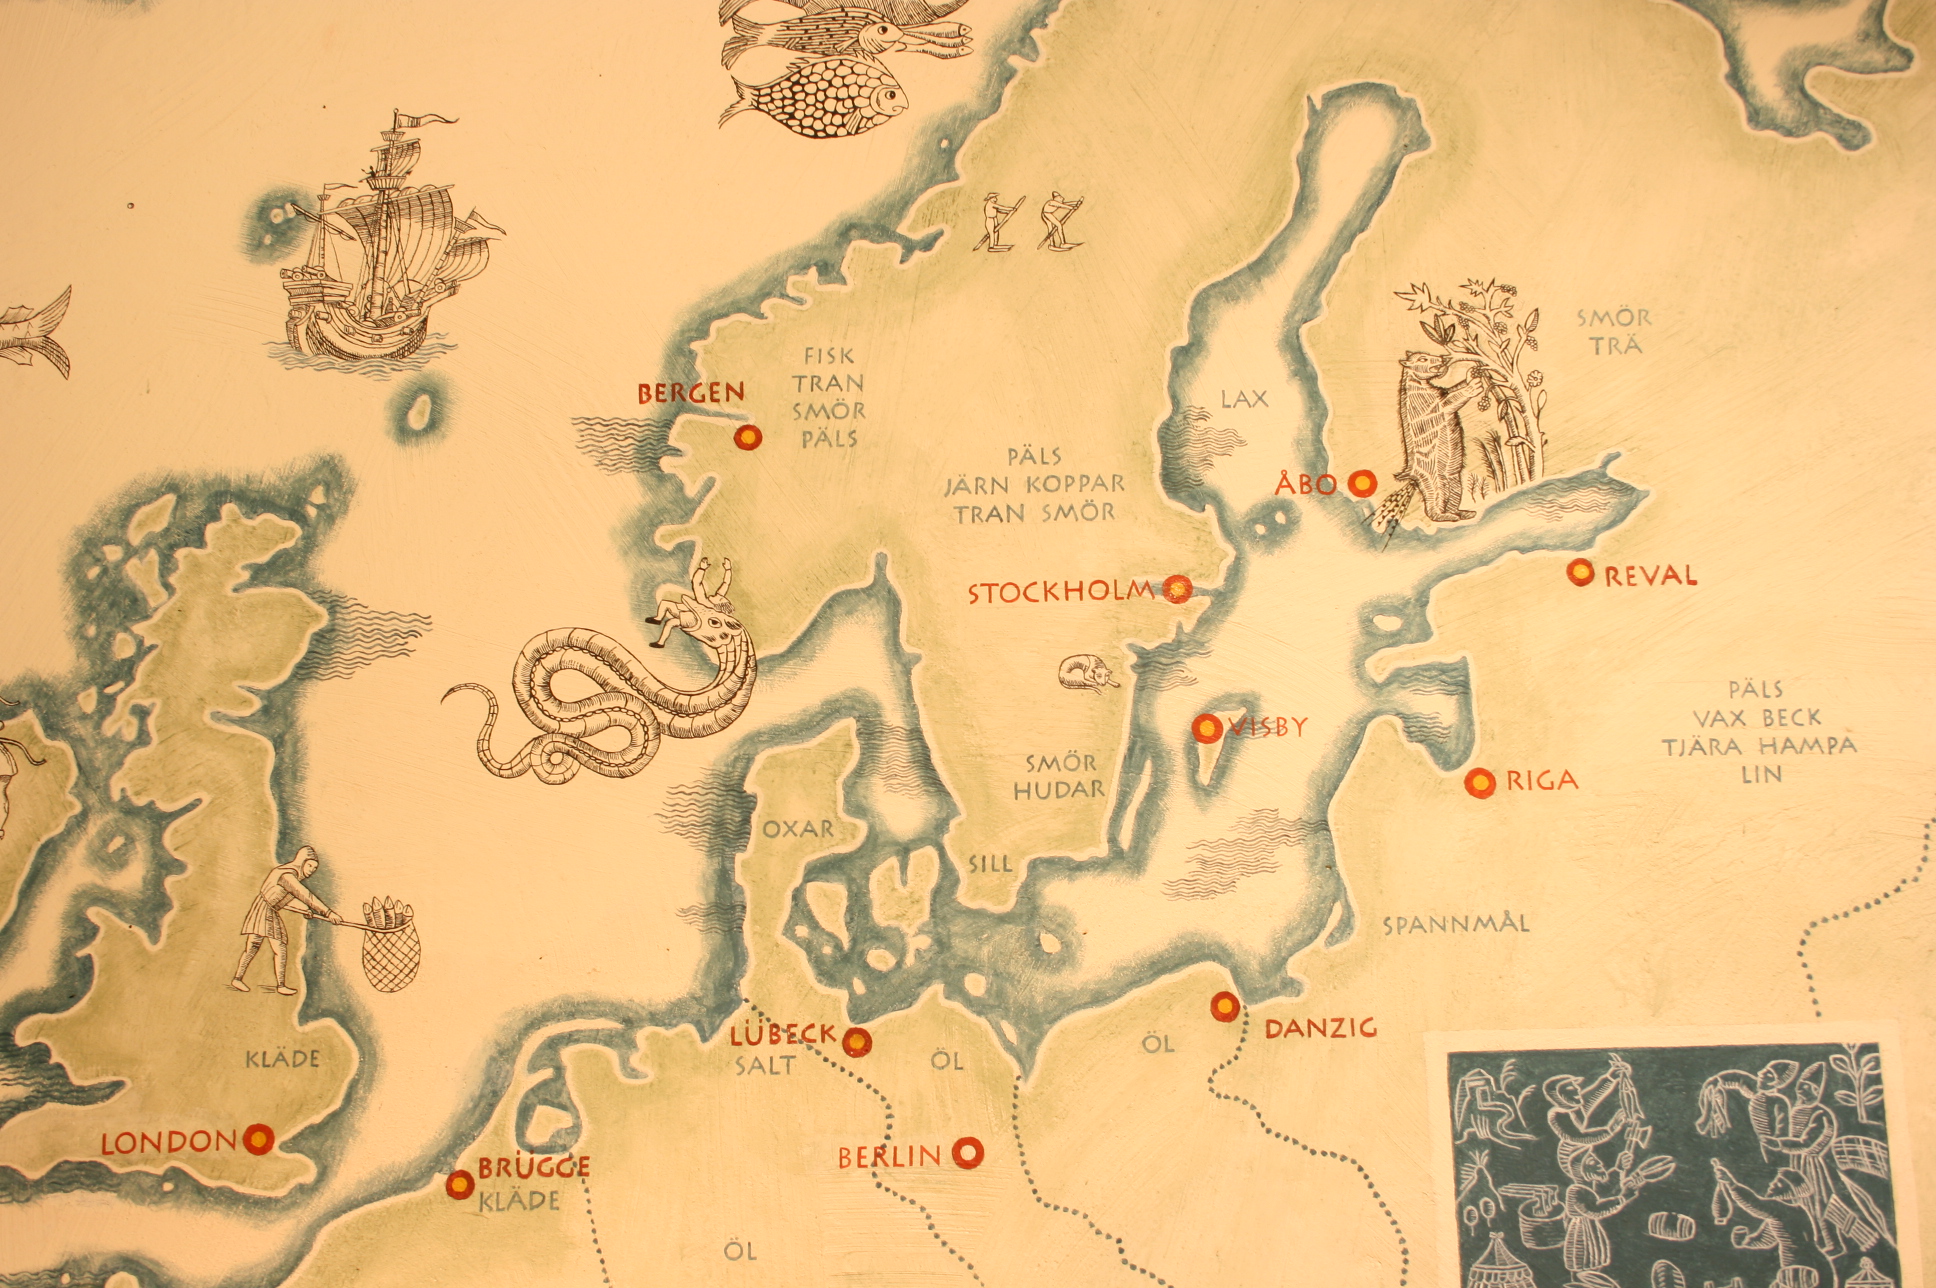 SMÖR
TRÄ
FISK
TRAN
SMÖR
PÄLS
BERGEN
LAX
PÄLS
JÄRN KOPPAR
TRAN SMÖR
ÅBO
STOCKHOLM
REVAL
PÄLS
VAX BECK
TJÄRA HAMPA
LIN
VISBY
SMÖR
HUDAR
RIGA
OXAR
SILL
SPANNMÅL
DANZIG
LÜBECK
SALT
ÖL
ÖL
KLÄDE
LONDON
BERLIN
BRÜGGE
KLÄDE
ÖL